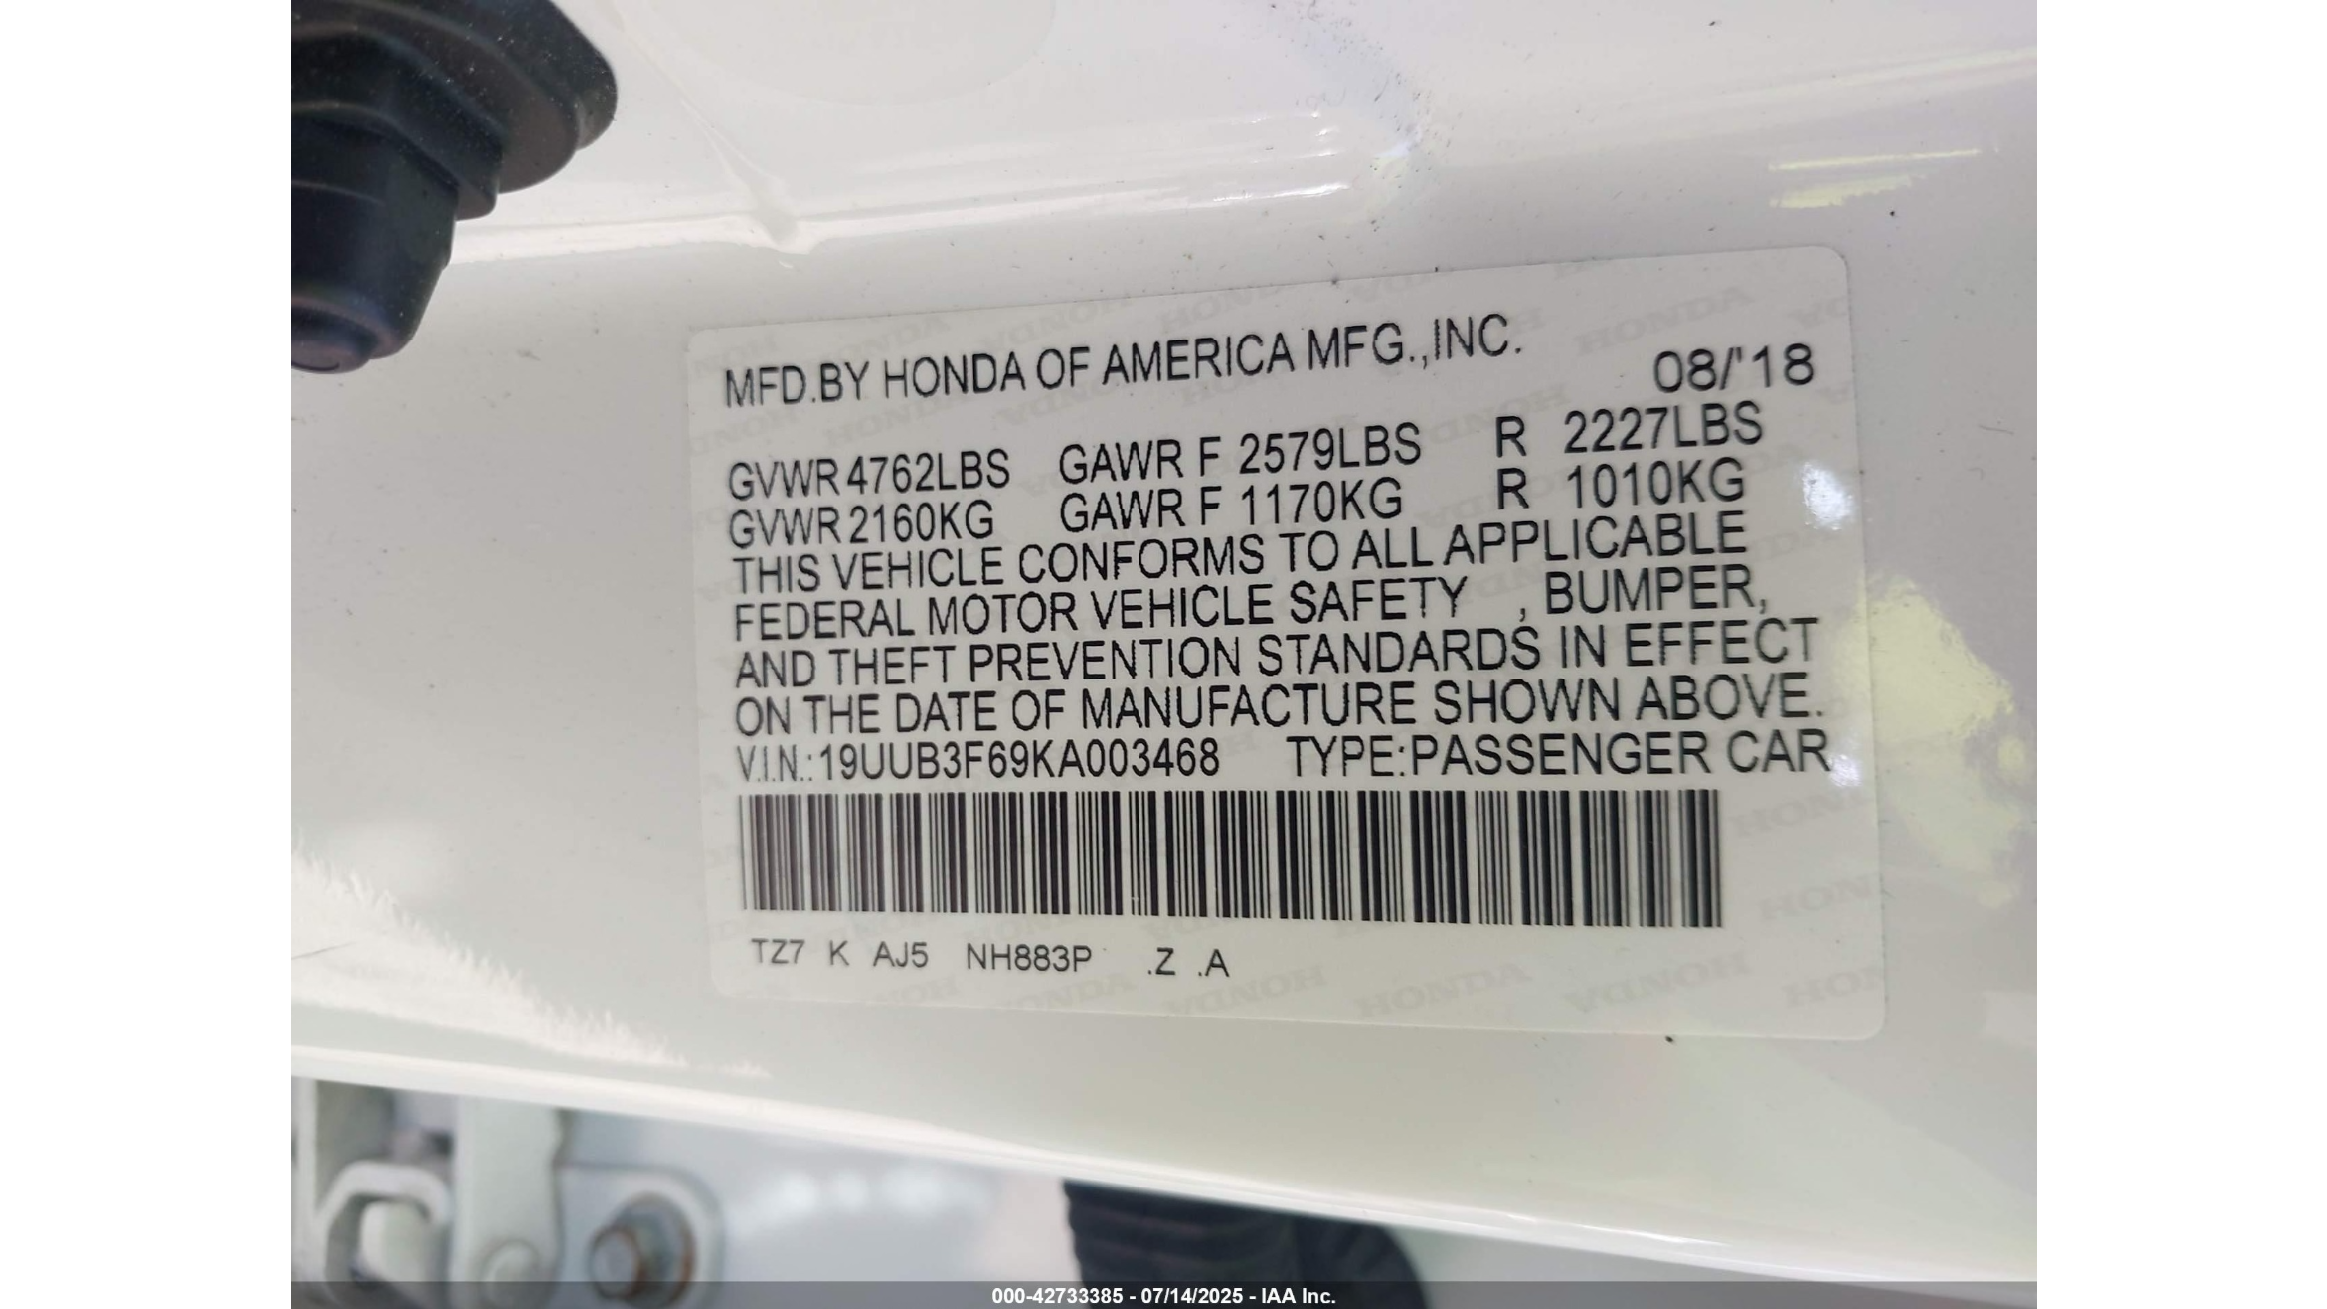 MFD.BY HONDA OF AMERICA MFG.,INC.
08/'18
GVWR 4762LBS GAWR F 2579LBS R 2227LBS
GVWR 2160KG GAWR F 1170KG R 1010KG
THIS VEHICLE CONFORMS TO ALL APPLICABLE
FEDERAL MOTOR VEHICLE SAFETY , BUMPER,
AND THEFT PREVENTION STANDARDS IN EFFECT
ON THE DATE OF MANUFACTURE SHOWN ABOVE.
V.I.N.:19UUB3F69KA003468 TYPE:PASSENGER CAR
TZ7 K AJ5 NH883P .Z .A
000-42733385 - 07/14/2025 - IAA Inc.